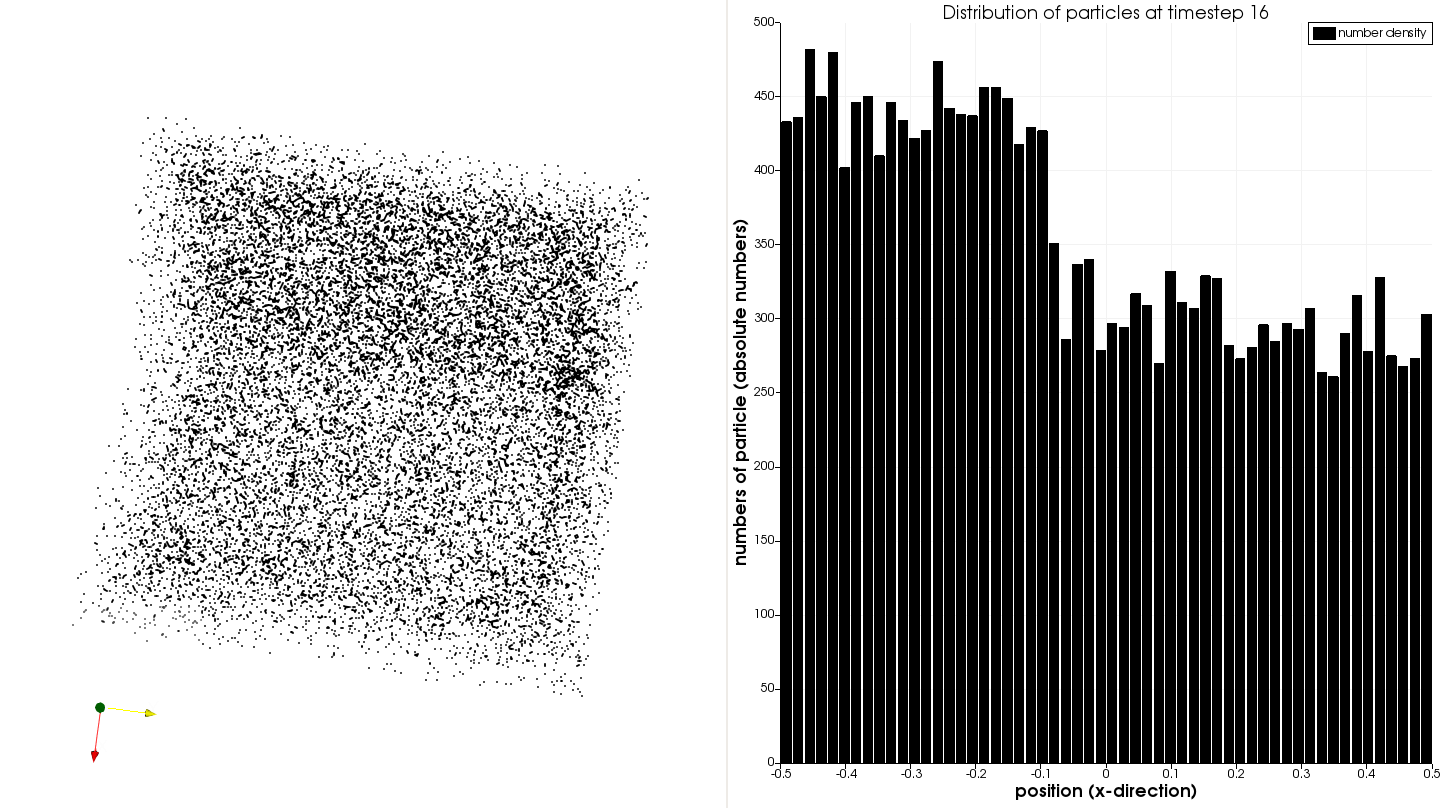 Distribution of particles at timestep 16
number density
500
450
400
350
300
250
200
150
100
50
0
numbers of particle (absolute numbers)
-0.5 -0.4 -0.3 -0.2 -0.1 0 0.1 0.2 0.3 0.4 0.5
position (x-direction)